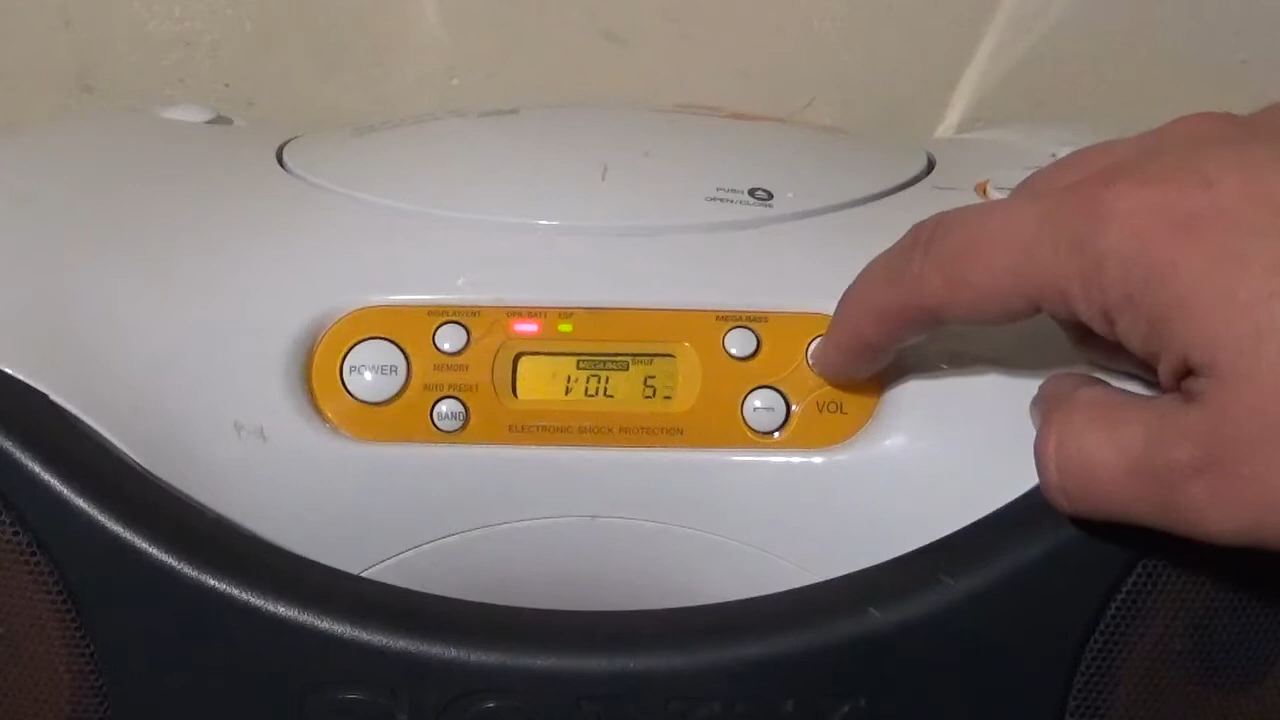 PUSH
OPEN/CLOSE
DISPLAY/ENT
OPR/BATT ESP
MEGA BASS
POWER
MEMORY
MEGA BASS SHUF
VOL 6
AUTO PRESET
BAND
VOL
ELECTRONIC SHOCK PROTECTION